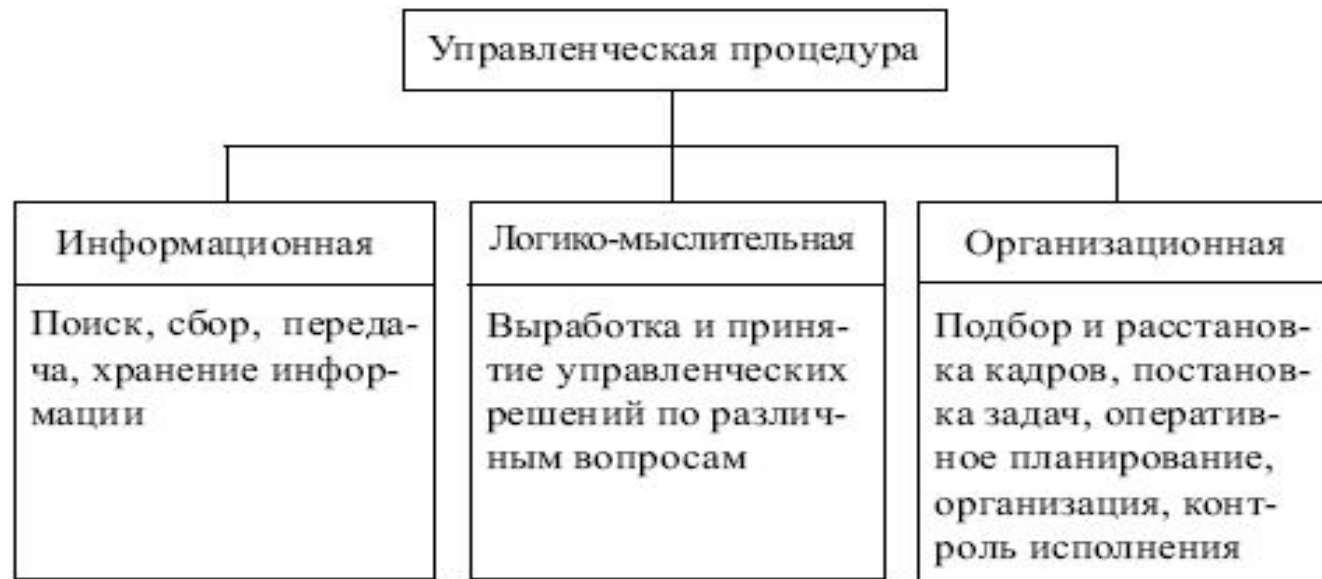 Управленческая процедура
Информационная
Поиск, сбор, переда-
ча, хранение инфор-
мации
Логико-мыслительная
Выработка и приня-
тие управленческих
решений по различ-
ным вопросам
Организационная
Подбор и расстанов-
ка кадров, постанов-
ка задач, оператив-
ное планирование,
организация, конт-
роль исполнения